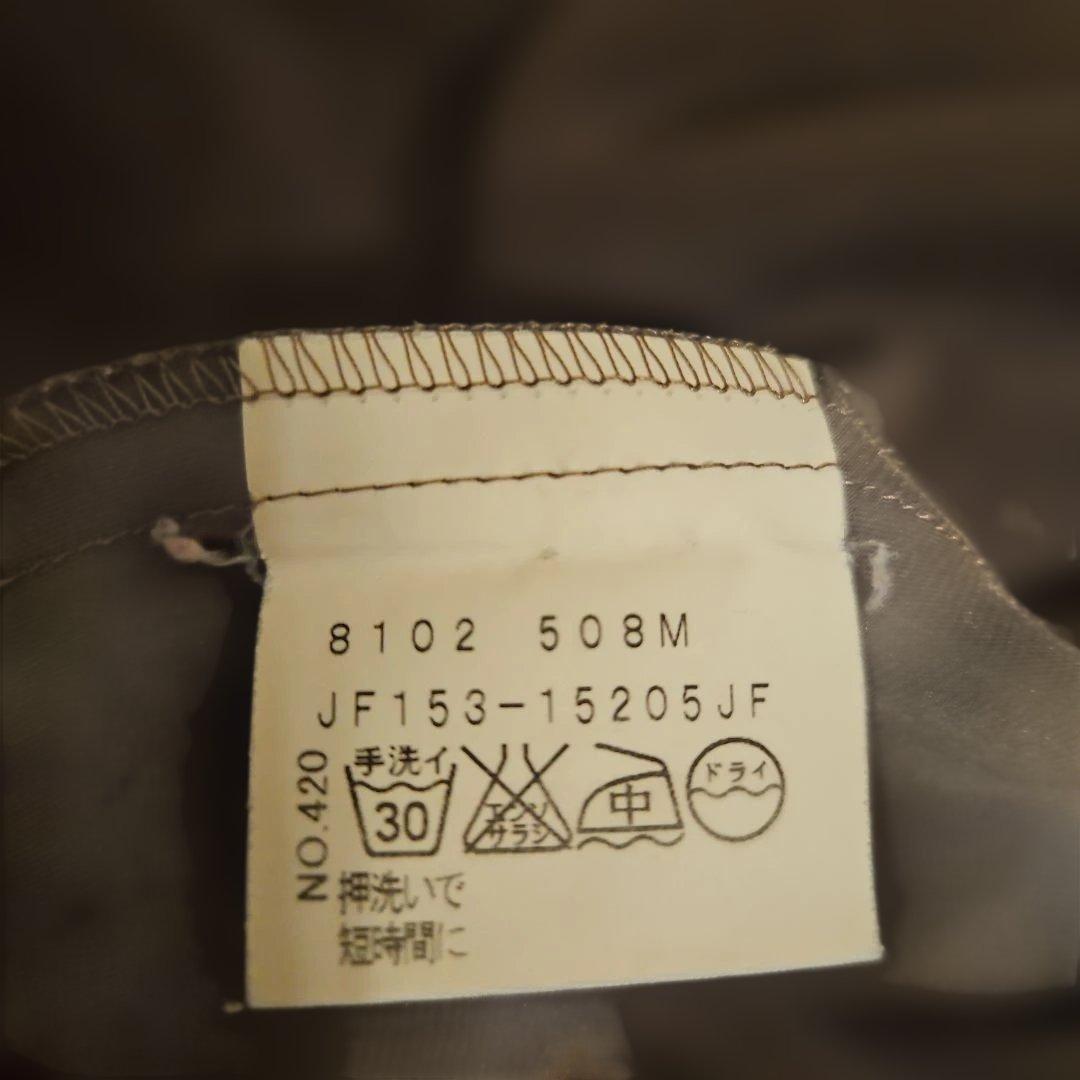 8102 508M
JF153-15205JF
手洗イ
30
エンソ
サラシ
中
ドライ
NO.420
押洗いで
短時間に